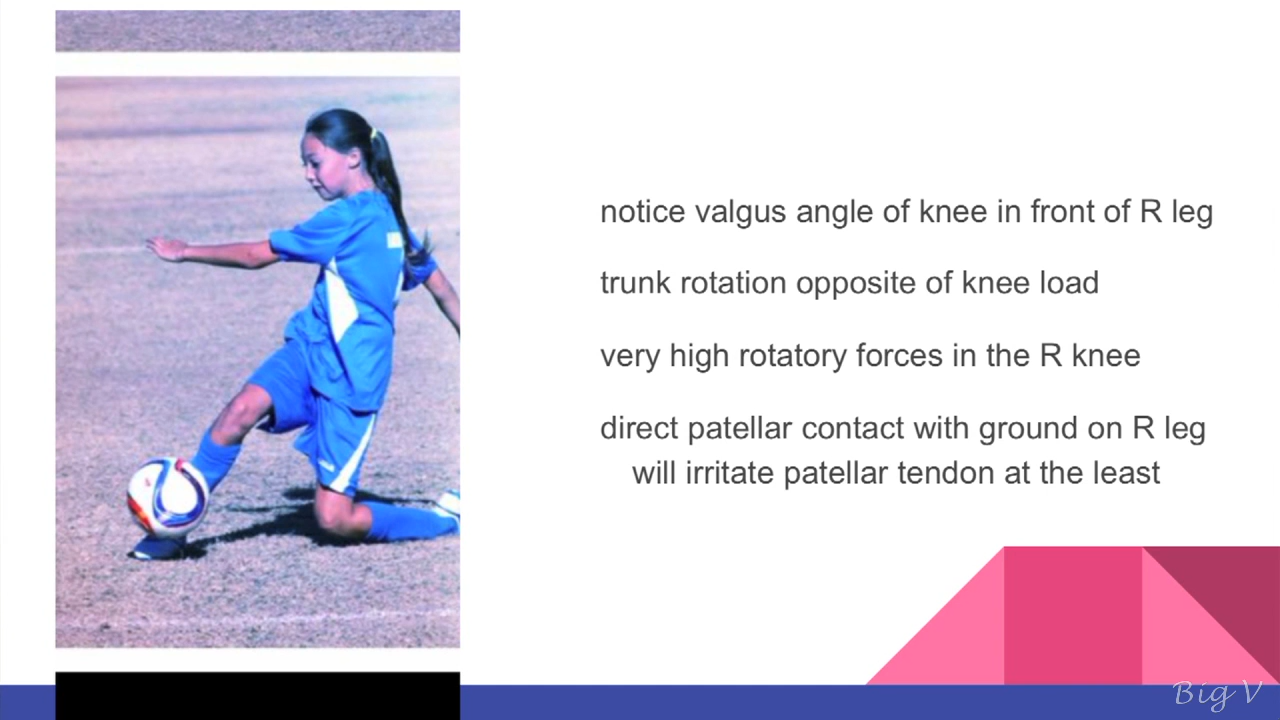 notice valgus angle of knee in front of R leg
trunk rotation opposite of knee load
very high rotatory forces in the R knee
direct patellar contact with ground on R leg
will irritate patellar tendon at the least
Big V